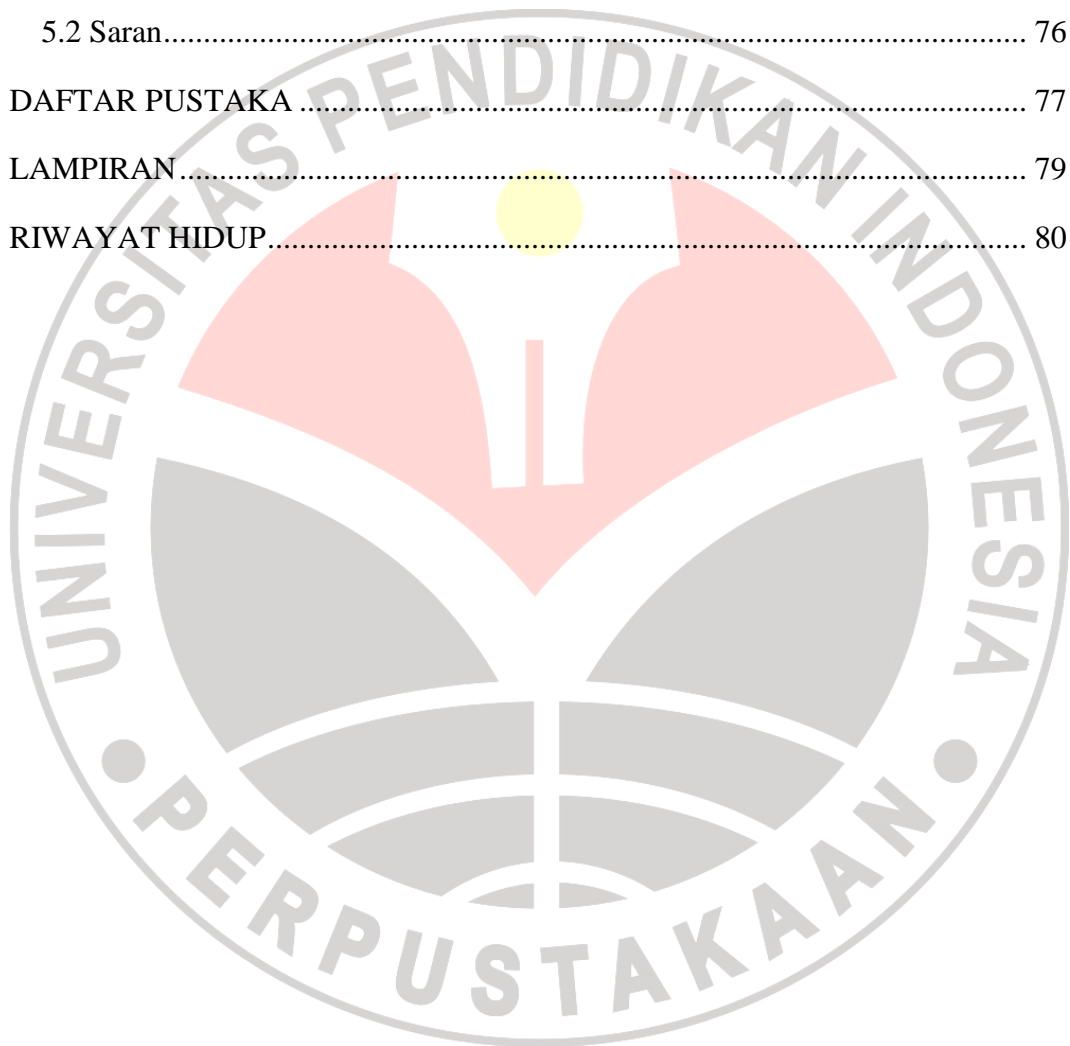 5.2 Saran........................................................................................................ 76
DAFTAR PUSTAKA ........................................................................................ 77
LAMPIRAN...................................................................................................... 79
RIWAYAT HIDUP............................................................................................ 80
UNIVERSITAS PENDIDIKAN INDONESIA
PERPUSTAKAAN